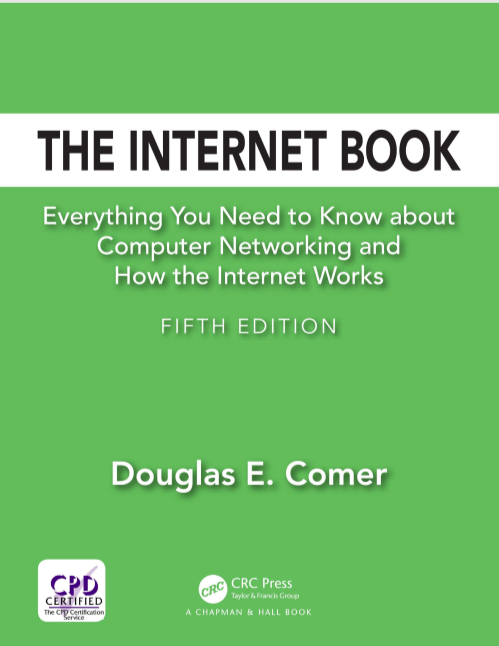 THE INTERNET BOOK
Everything You Need to Know about
Computer Networking and
How the Internet Works
FIFTH EDITION
Douglas E. Comer
CPD
CERTIFIED
The CPD Certification
Service
CRC
CRC Press
Taylor & Francis Group
A CHAPMAN & HALL BOOK